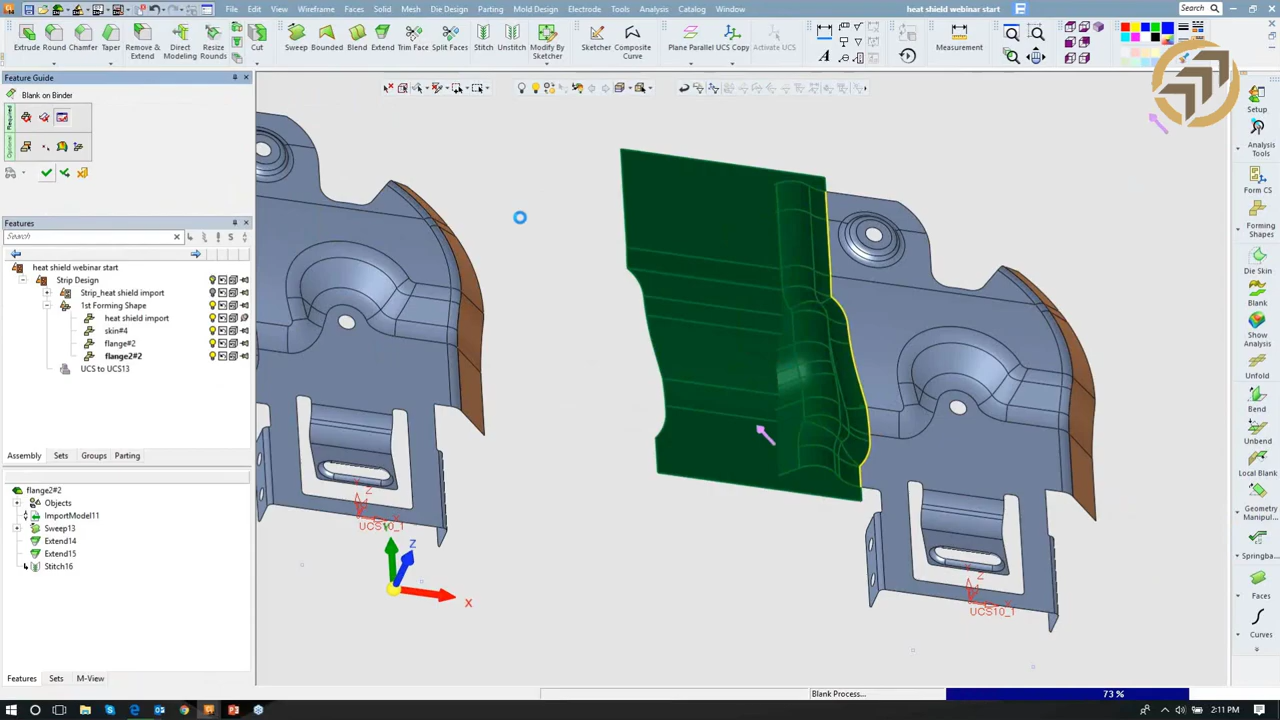 File Edit View Wireframe Faces Solid Mesh Die Design Parting Mold Design Electrode Tools Analysis Catalog Window
heat shield webinar start
Search
Extrude Round Chamfer Taper Remove & Extend Direct Modeling Resize Rounds Cut Sweep Bounded Blend Extend Trim Face Split Faces Stitch Unstitch Modify By Sketcher Sketcher Composite Curve Plane Parallel UCS Copy Activate UCS Measurement
Feature Guide
Blank on Binder
Required
Optional
Features
Search
heat shield webinar start
Strip Design
Strip_heat shield import
1st Forming Shape
heat shield import
skin#4
flange#2
flange2#2
UCS to UCS13
Assembly Sets Groups Parting
flange2#2
Objects
ImportModel11
Sweep13
Extend14
Extend15
Stitch16
Features Sets M-View
Z
UCS10_1
Z
X
Z
UCS10_1
Setup
Analysis Tools
Form CS
Forming Shapes
Die Skin
Blank
Show Analysis
Unfold
Bend
Unbend
Local Blank
Geometry Manipul...
Springba...
Faces
Curves
Blank Process...
73 %
2:11 PM